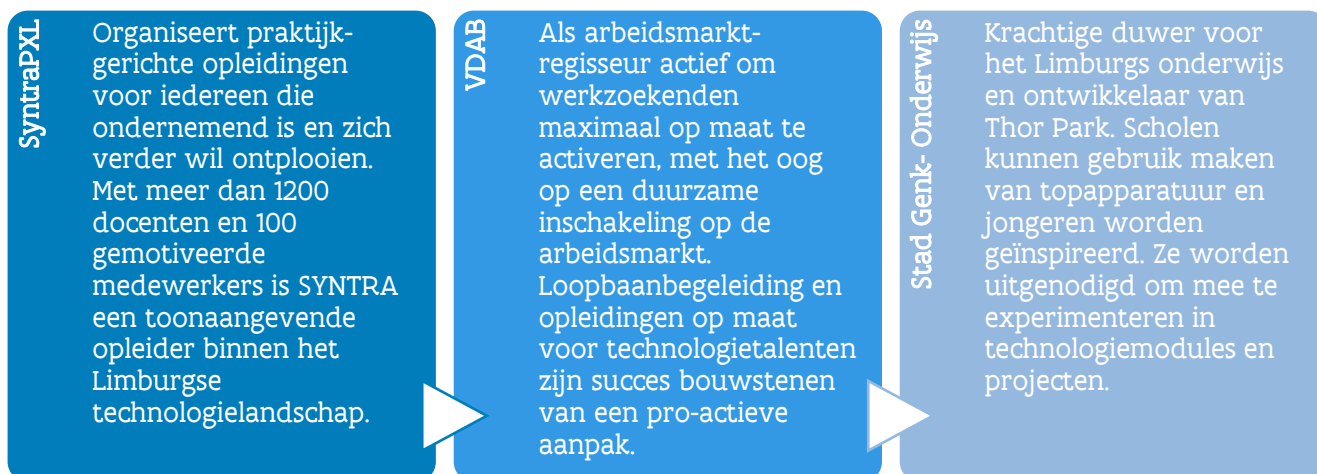 SyntraPXL
Organiseert praktijk-
gerichte opleidingen
voor iedereen die
ondernemend is en zich
verder wil ontplooien.
Met meer dan 1200
docenten en 100
gemotiveerde
medewerkers is SYNTRA
een toonaangevende
opleider binnen het
Limburgse
technologielandschap.
VDAB
Als arbeidsmarkt-
regisseur actief om
werkzoekenden
maximaal op maat te
activeren, met het oog
op een duurzame
inschakeling op de
arbeidsmarkt.
Loopbaanbegeleiding en
opleidingen op maat
voor technologietalenten
zijn succes bouwstenen
van een pro-actieve
aanpak.
Stad Genk- Onderwijs
Krachtige duwer voor
het Limburgs onderwijs
en ontwikkelaar van
Thor Park. Scholen
kunnen gebruik maken
van topapparatuur en
jongeren worden
geïnspireerd. Ze worden
uitgenodigd om mee te
experimenteren in
technologiemodules en
projecten.